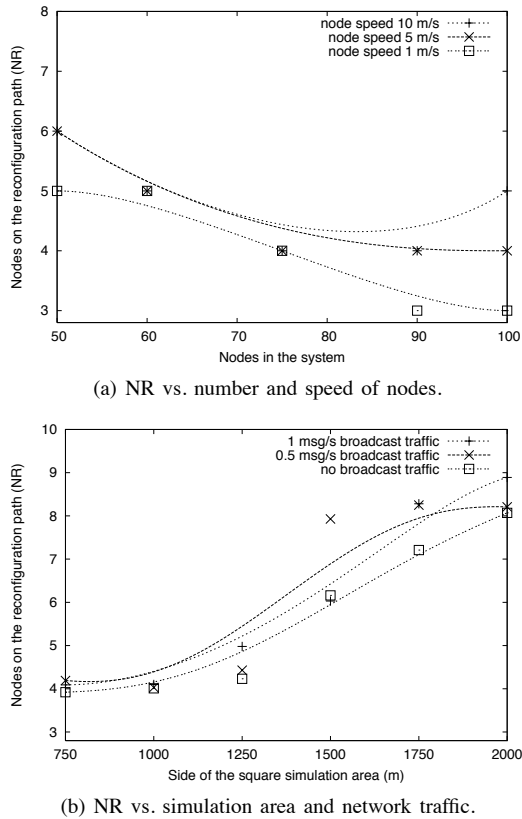 8
7
6
5
4
3
50
60
70
80
90
100
Nodes on the reconfiguration path (NR)
Nodes in the system
node speed 10 m/s
node speed 5 m/s
node speed 1 m/s
(a) NR vs. number and speed of nodes.
10
9
8
7
6
5
4
3
750
1000
1250
1500
1750
2000
Nodes on the reconfiguration path (NR)
Side of the square simulation area (m)
1 msg/s broadcast traffic
0.5 msg/s broadcast traffic
no broadcast traffic
(b) NR vs. simulation area and network traffic.